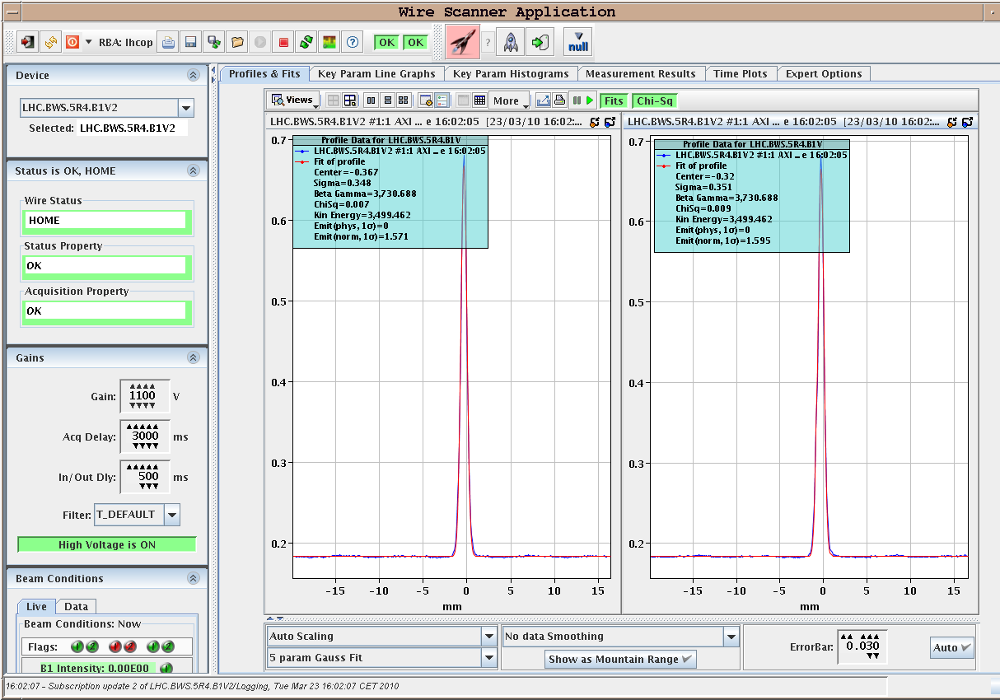 Wire Scanner Application
RBA: lhcop
OK
OK
?
null
Device
LHC.BWS.5R4.B1V2
Selected: LHC.BWS.5R4.B1V2
Status is OK, HOME
Wire Status
HOME
Status Property
OK
Acquisition Property
OK
Gains
Gain: 1100 V
Acq Delay: 3000 ms
In/Out Dly: 500 ms
Filter: T_DEFAULT
High Voltage is ON
Beam Conditions
Live Data
Beam Conditions: Now
Flags: 1 2 1 2 1 2
B1 Intensity: 0.00E00 1
Profiles & Fits Key Param Line Graphs Key Param Histograms Measurement Results Time Plots Expert Options
Views More Fits Chi-Sq
LHC.BWS.5R4.B1V2 #1:1 AXI ... e 16:02:05 [23/03/10 16:02:...
Profile Data for LHC.BWS.5R4.B1V
LHC.BWS.5R4.B1V2 #1:1 AXI ... e 16:02:05
Fit of profile
Center=-0.367
Sigma=0.348
Beta Gamma=3,730.688
ChiSq=0.007
Kin Energy=3,499.462
Emit(phys, 1σ)=0
Emit(norm, 1σ)=1.571
0.7
0.6
0.5
0.4
0.3
0.2
-15 -10 -5 0 5 10 15
mm
LHC.BWS.5R4.B1V2 #1:1 AXI ... e 16:02:05 [23/03/10 16:02:...
Profile Data for LHC.BWS.5R4.B1V
LHC.BWS.5R4.B1V2 #1:1 AXI ... e 16:02:05
Fit of profile
Center=-0.32
Sigma=0.351
Beta Gamma=3,730.688
ChiSq=0.009
Kin Energy=3,499.462
Emit(phys, 1σ)=0
Emit(norm, 1σ)=1.595
0.7
0.6
0.5
0.4
0.3
0.2
-15 -10 -5 0 5 10 15
mm
Auto Scaling
5 param Gauss Fit
No data Smoothing
Show as Mountain Range
ErrorBar: 0.030
Auto
16:02:07 - Subscription update 2 of LHC.BWS.5R4.B1V2/Logging, Tue Mar 23 16:02:07 CET 2010